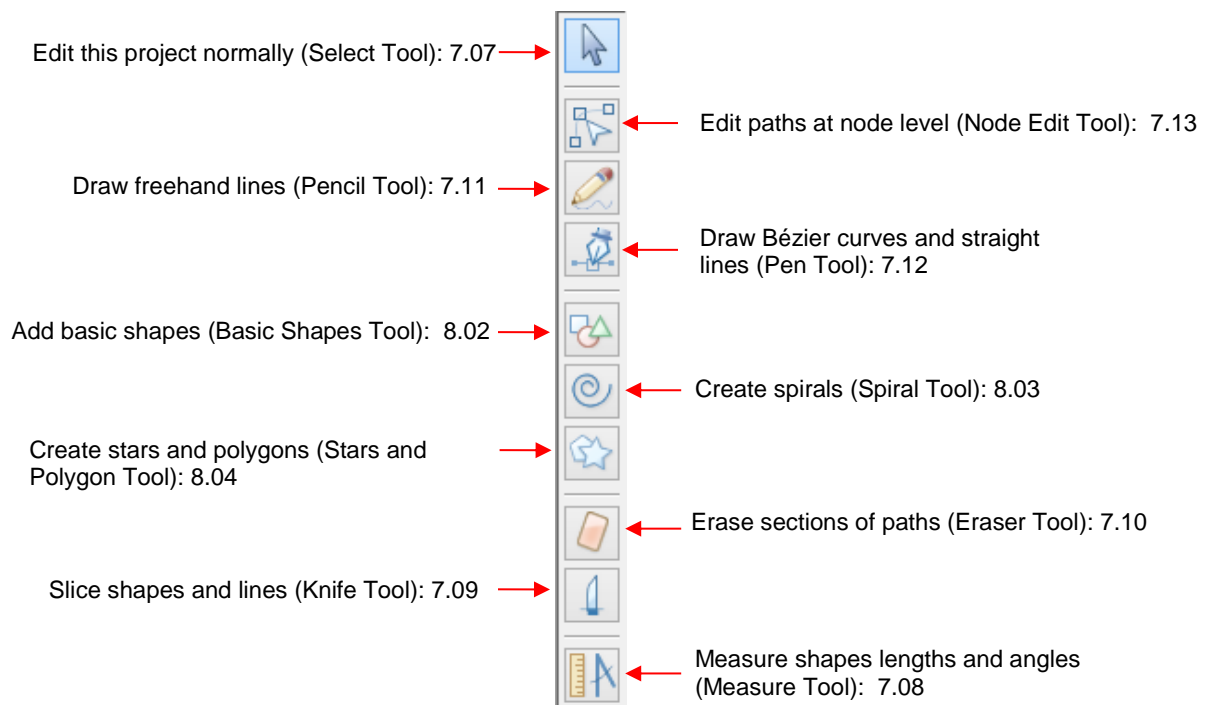 Edit this project normally (Select Tool): 7.07
Edit paths at node level (Node Edit Tool):  7.13
Draw freehand lines (Pencil Tool): 7.11
Draw Bézier curves and straight
lines (Pen Tool): 7.12
Add basic shapes (Basic Shapes Tool):  8.02
Create spirals (Spiral Tool): 8.03
Create stars and polygons (Stars and
Polygon Tool): 8.04
Erase sections of paths (Eraser Tool): 7.10
Slice shapes and lines (Knife Tool): 7.09
Measure shapes lengths and angles
(Measure Tool):  7.08